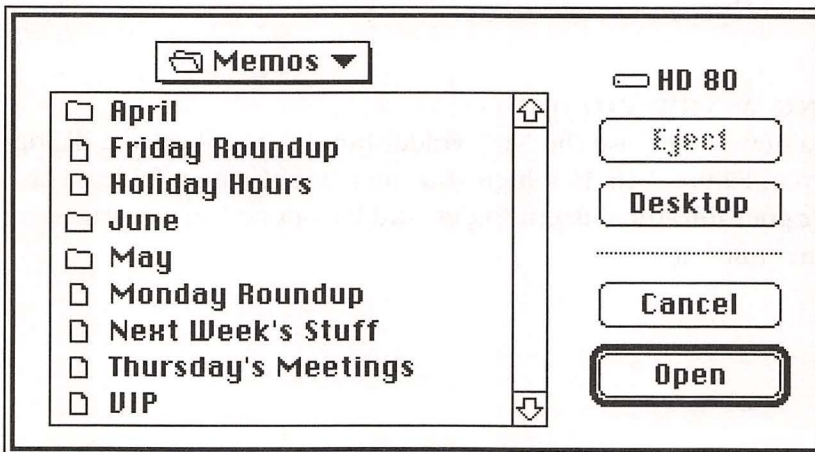 Memos
HD 80
April
Friday Roundup
Holiday Hours
June
May
Monday Roundup
Next Week's Stuff
Thursday's Meetings
VIP
Eject
Desktop
Cancel
Open